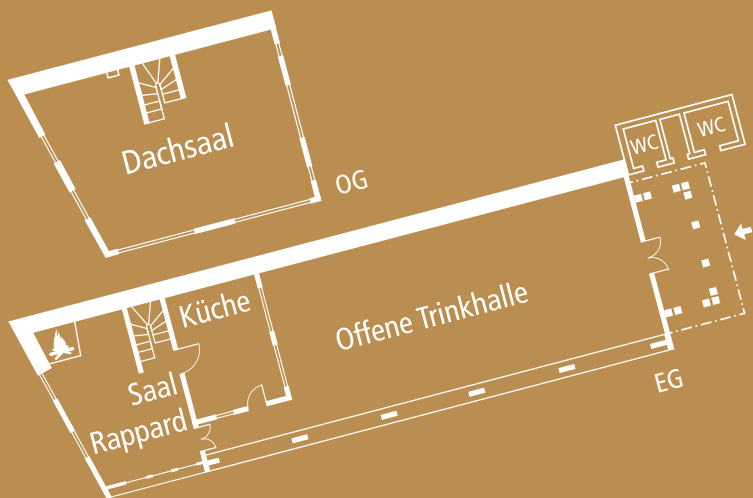 Dachsaal
OG
WC
WC
Küche
Offene Trinkhalle
Saal
Rappard
EG